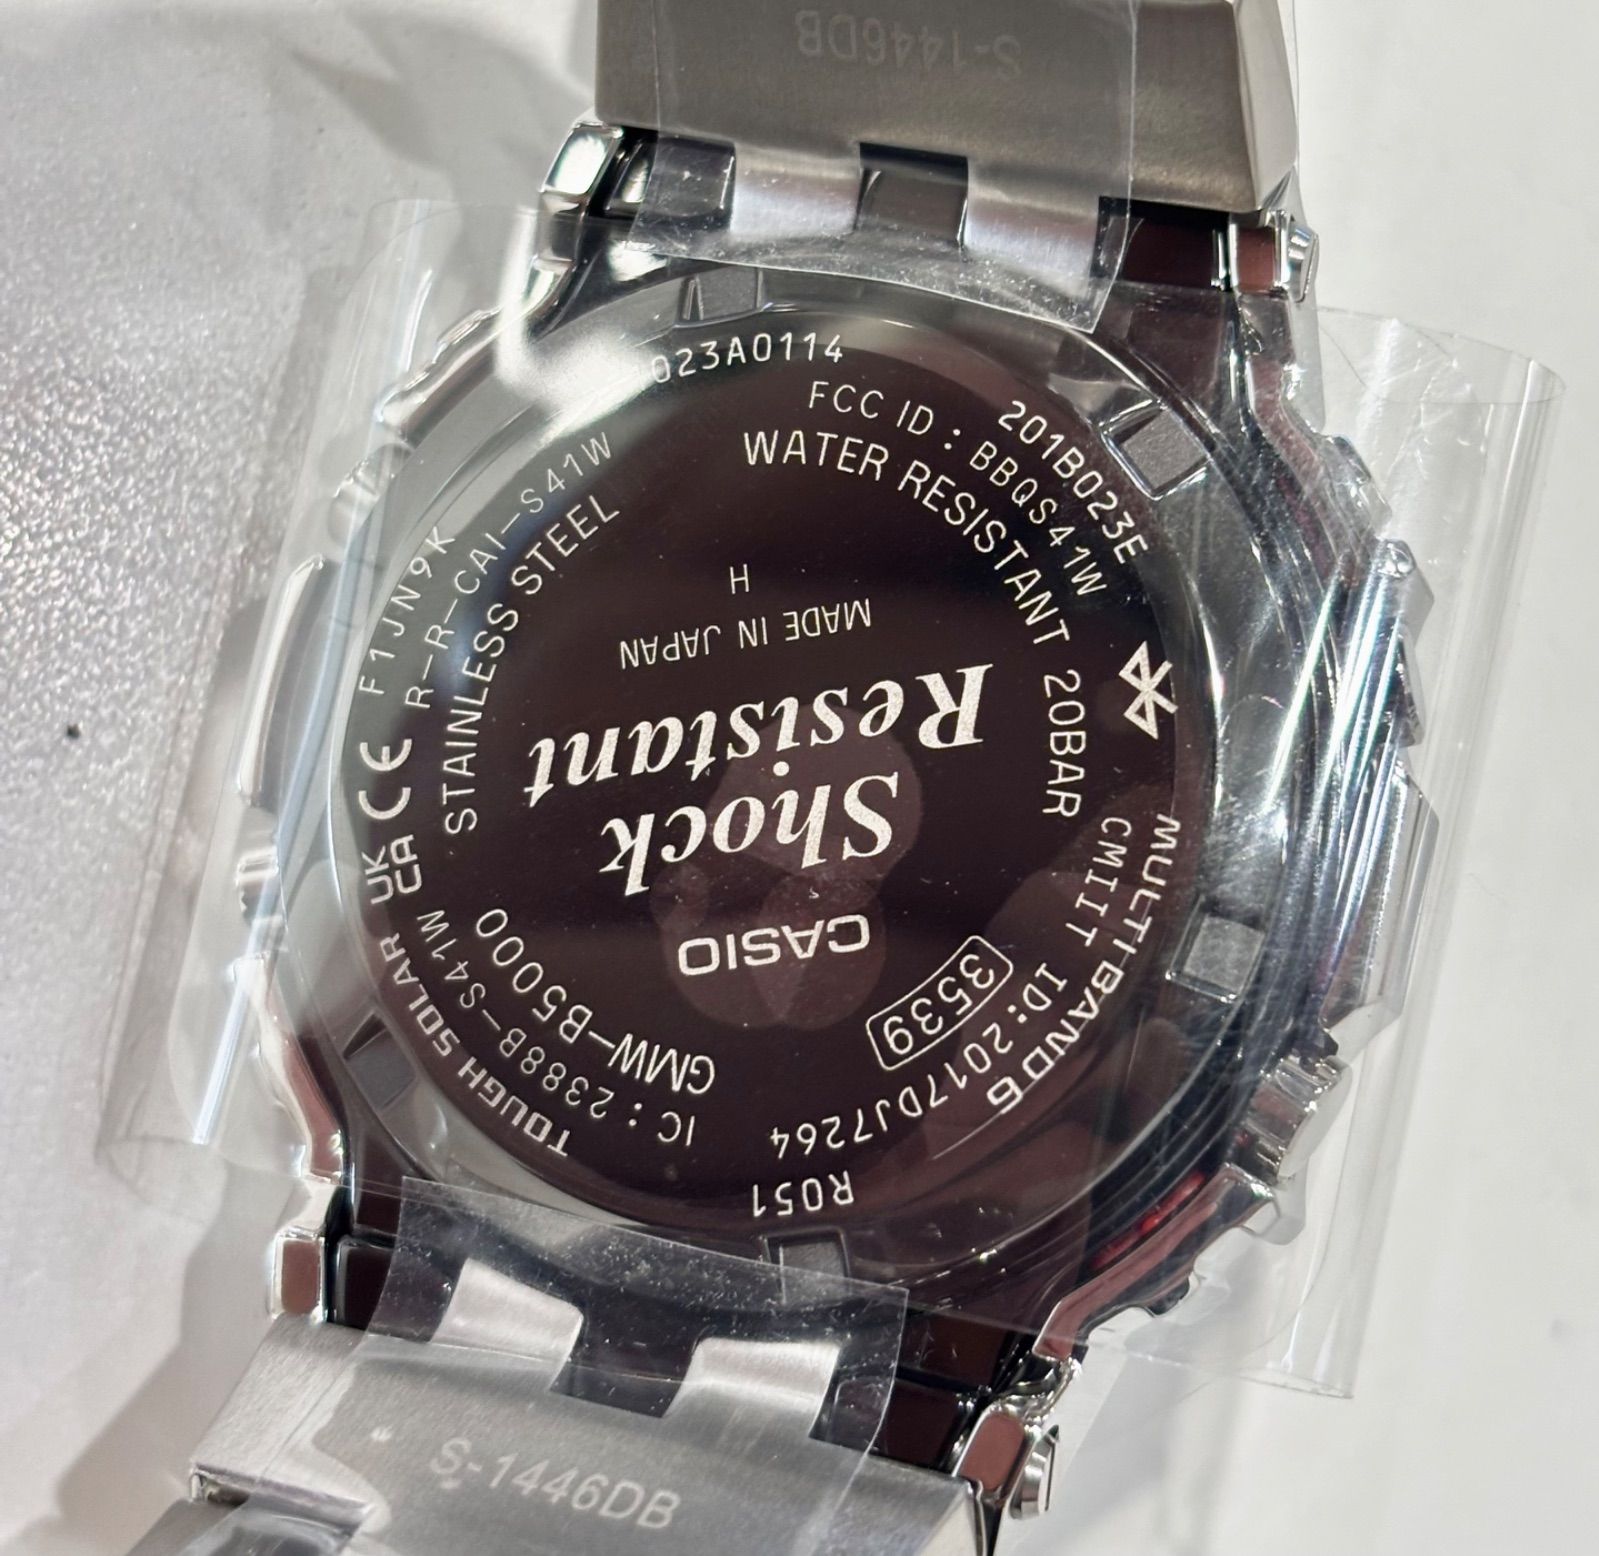 S-1446DB
023A0114
201B023E
FCC ID : BBQS41W
WATER RESISTANT 20BAR
F1JN9K
R-R-CAI-S41W
STAINLESS STEEL
CASIO
Shock
Resistant
MADE IN JAPAN
H
MULTI BAND 6
CMIIT ID:2017DJ7264
3539
R051
TOUGH SOLAR
IC : 2388B-S41W
GMW-B5000
UK
CA
CE
S-1446DB